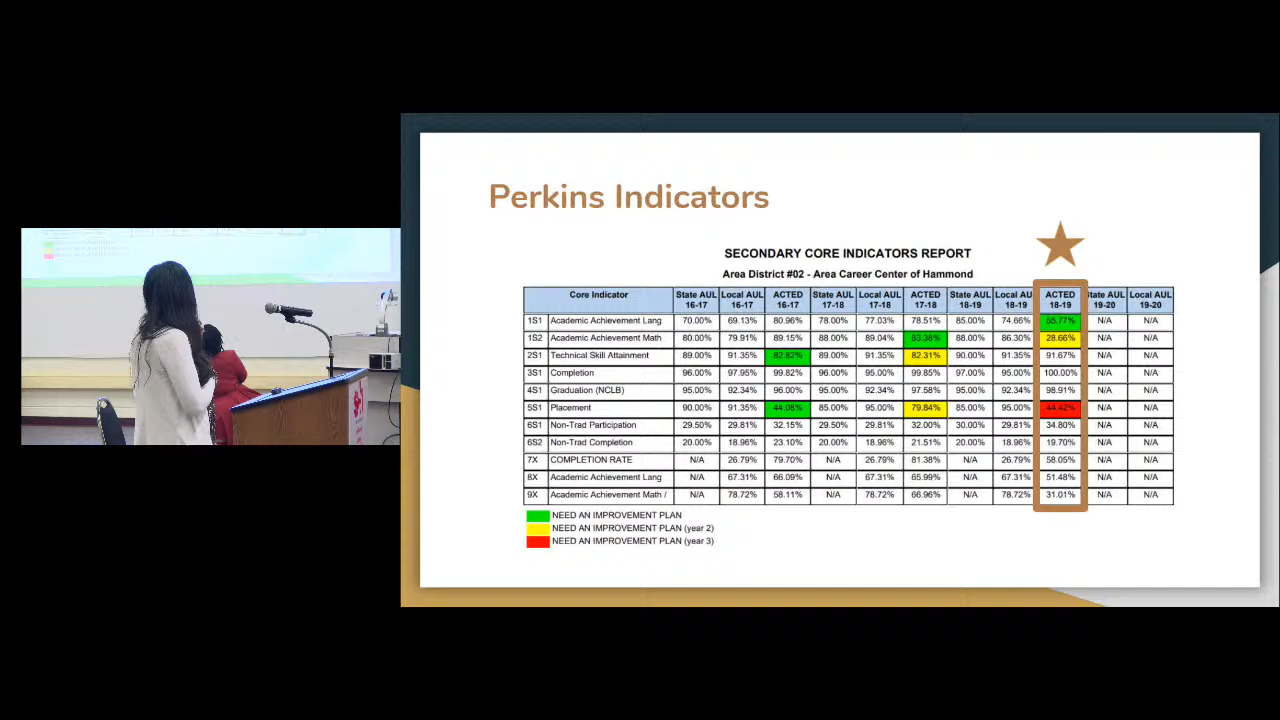 Perkins Indicators
SECONDARY CORE INDICATORS REPORT
Area District #02 - Area Career Center of Hammond
Core Indicator State AUL 16-17 Local AUL 16-17 ACTED 16-17 State AUL 17-18 Local AUL 17-18 ACTED 17-18 State AUL 18-19 Local AUL 18-19 ACTED 18-19 State AUL 19-20 Local AUL 19-20
1S1 Academic Achievement Lang 70.00% 69.13% 80.96% 78.00% 77.03% 78.51% 85.00% 74.66% 55.77% N/A N/A
1S2 Academic Achievement Math 80.00% 79.91% 89.15% 88.00% 89.04% 83.38% 88.00% 86.30% 28.66% N/A N/A
2S1 Technical Skill Attainment 89.00% 91.35% 82.82% 89.00% 91.35% 82.31% 90.00% 91.35% 91.67% N/A N/A
3S1 Completion 96.00% 97.95% 99.82% 96.00% 95.00% 99.85% 97.00% 95.00% 100.00% N/A N/A
4S1 Graduation (NCLB) 95.00% 92.34% 96.00% 95.00% 92.34% 97.58% 95.00% 92.34% 98.91% N/A N/A
5S1 Placement 90.00% 91.35% 44.08% 85.00% 95.00% 79.84% 85.00% 95.00% 44.42% N/A N/A
6S1 Non-Trad Participation 29.50% 29.81% 32.15% 29.50% 29.81% 32.00% 30.00% 29.81% 34.80% N/A N/A
6S2 Non-Trad Completion 20.00% 18.96% 23.10% 20.00% 18.96% 21.51% 20.00% 18.96% 19.70% N/A N/A
7X COMPLETION RATE N/A 26.79% 79.70% N/A 26.79% 81.38% N/A 26.79% 58.05% N/A N/A
8X Academic Achievement Lang N/A 67.31% 66.09% N/A 67.31% 65.99% N/A 67.31% 51.48% N/A N/A
9X Academic Achievement Math / N/A 78.72% 58.11% N/A 78.72% 66.96% N/A 78.72% 31.01% N/A N/A
NEED AN IMPROVEMENT PLAN
NEED AN IMPROVEMENT PLAN (year 2)
NEED AN IMPROVEMENT PLAN (year 3)